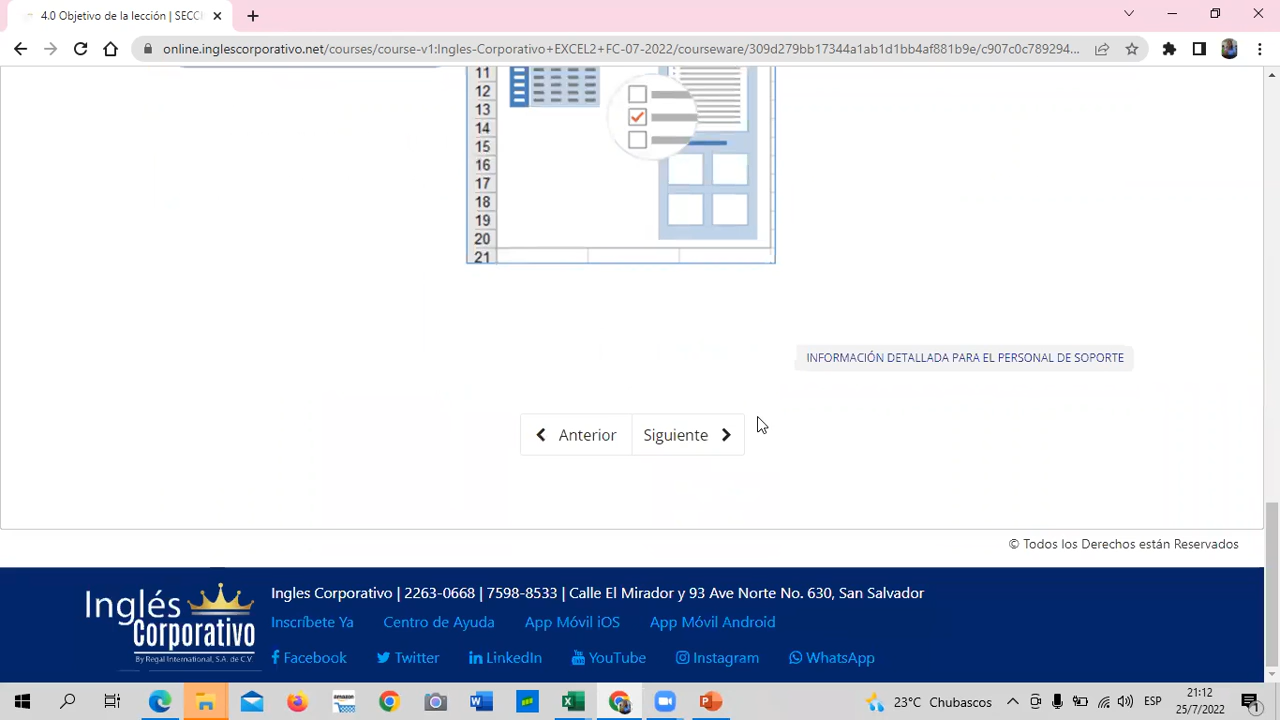 4.0 Objetivo de la lección | SECC
online.inglescorporativo.net/courses/course-v1:Ingles-Corporativo+EXCEL2+FC-07-2022/courseware/309d279bb17344a1ab1d1bb4af881b9e/c907c0c789294...
11
12
13
14
15
16
17
18
19
20
21
INFORMACIÓN DETALLADA PARA EL PERSONAL DE SOPORTE
Anterior
Siguiente
© Todos los Derechos están Reservados
Inglés Corporativo
By Regal International, S.A. de C.V.
Ingles Corporativo | 2263-0668 | 7598-8533 | Calle El Mirador y 93 Ave Norte No. 630, San Salvador
Inscríbete Ya
Centro de Ayuda
App Móvil iOS
App Móvil Android
Facebook
Twitter
LinkedIn
YouTube
Instagram
WhatsApp
amazon
23°C Chubascos
ESP
21:12
25/7/2022